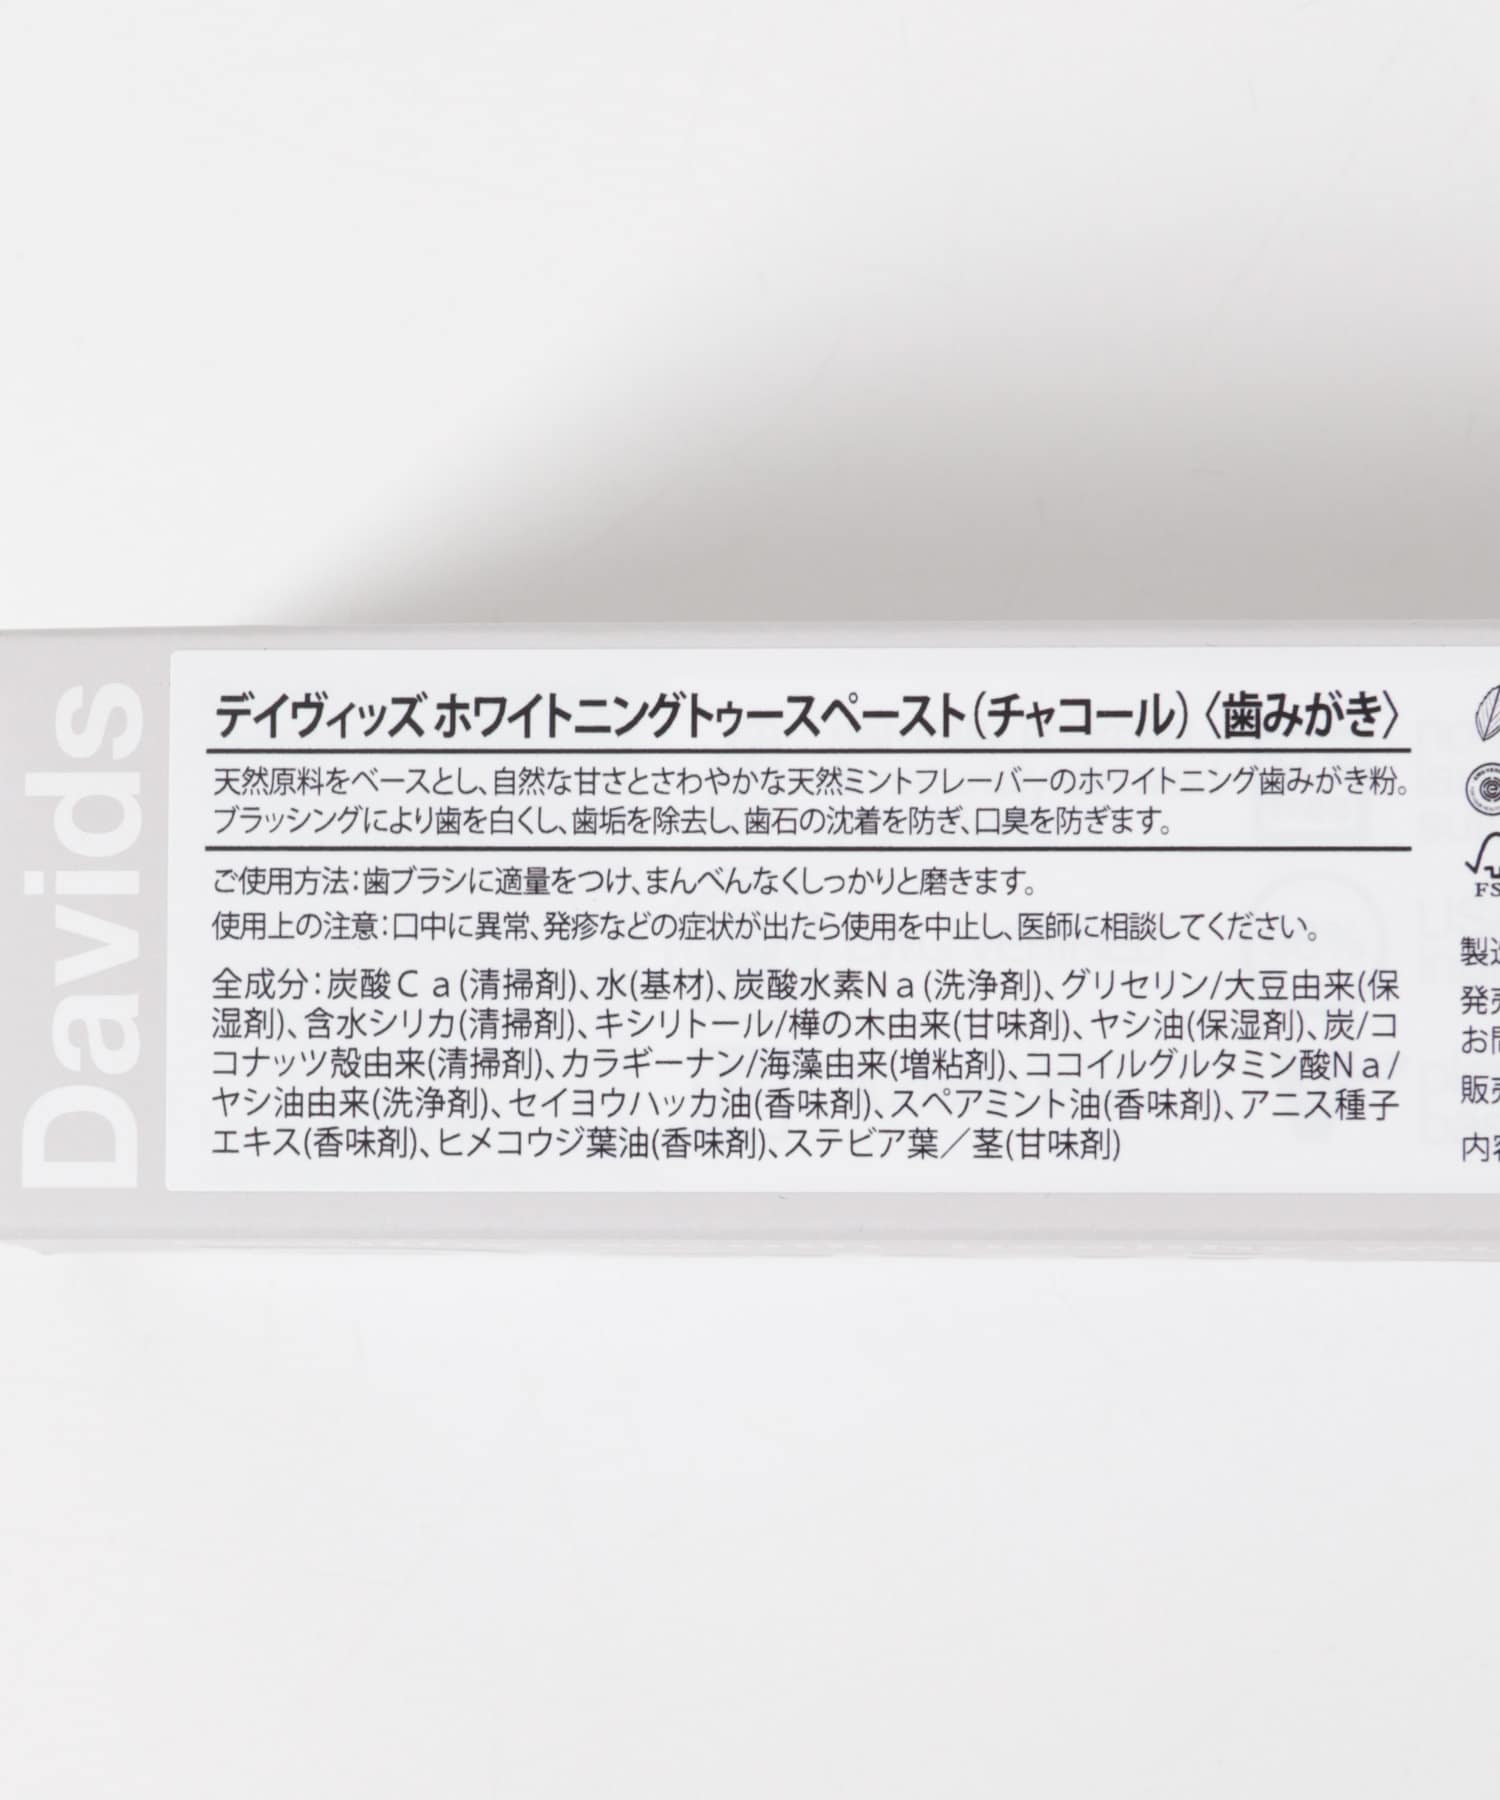 Davids
デイヴィッズ ホワイトニングトゥースペースト(チャコール)〈歯みがき〉
天然原料をベースとし、自然な甘さとさわやかな天然ミントフレーバーのホワイトニング歯みがき粉。
ブラッシングにより歯を白くし、歯垢を除去し、歯石の沈着を防ぎ、口臭を防ぎます。
ご使用方法:歯ブラシに適量をつけ、まんべんなくしっかりと磨きます。
使用上の注意:口中に異常、発疹などの症状が出たら使用を中止し、医師に相談してください。
全成分:炭酸Ca(清掃剤)、水(基材)、炭酸水素Na(洗浄剤)、グリセリン/大豆由来(保
湿剤)、含水シリカ(清掃剤)、キシリトール/樺の木由来(甘味剤)、ヤシ油(保湿剤)、炭/コ
コナッツ殻由来(清掃剤)、カラギーナン/海藻由来(増粘剤)、ココイルグルタミン酸Na/
ヤシ油由来(洗浄剤)、セイヨウハッカ油(香味剤)、スペアミント油(香味剤)、アニス種子
エキス(香味剤)、ヒメコウジ葉油(香味剤)、ステビア葉／茎(甘味剤)
FS
製造
発売
お問
販売
内容